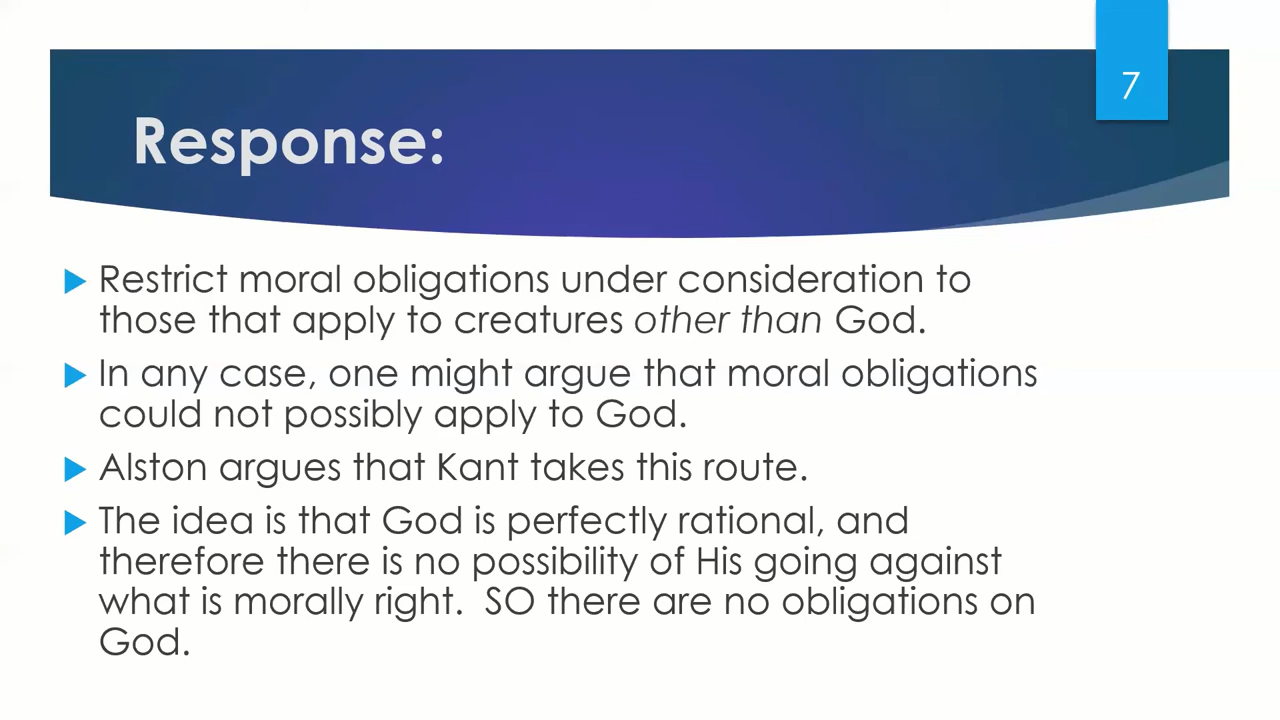 7
Response:
Restrict moral obligations under consideration to
those that apply to creatures other than God.
In any case, one might argue that moral obligations
could not possibly apply to God.
Alston argues that Kant takes this route.
The idea is that God is perfectly rational, and
therefore there is no possibility of His going against
what is morally right.  SO there are no obligations on
God.